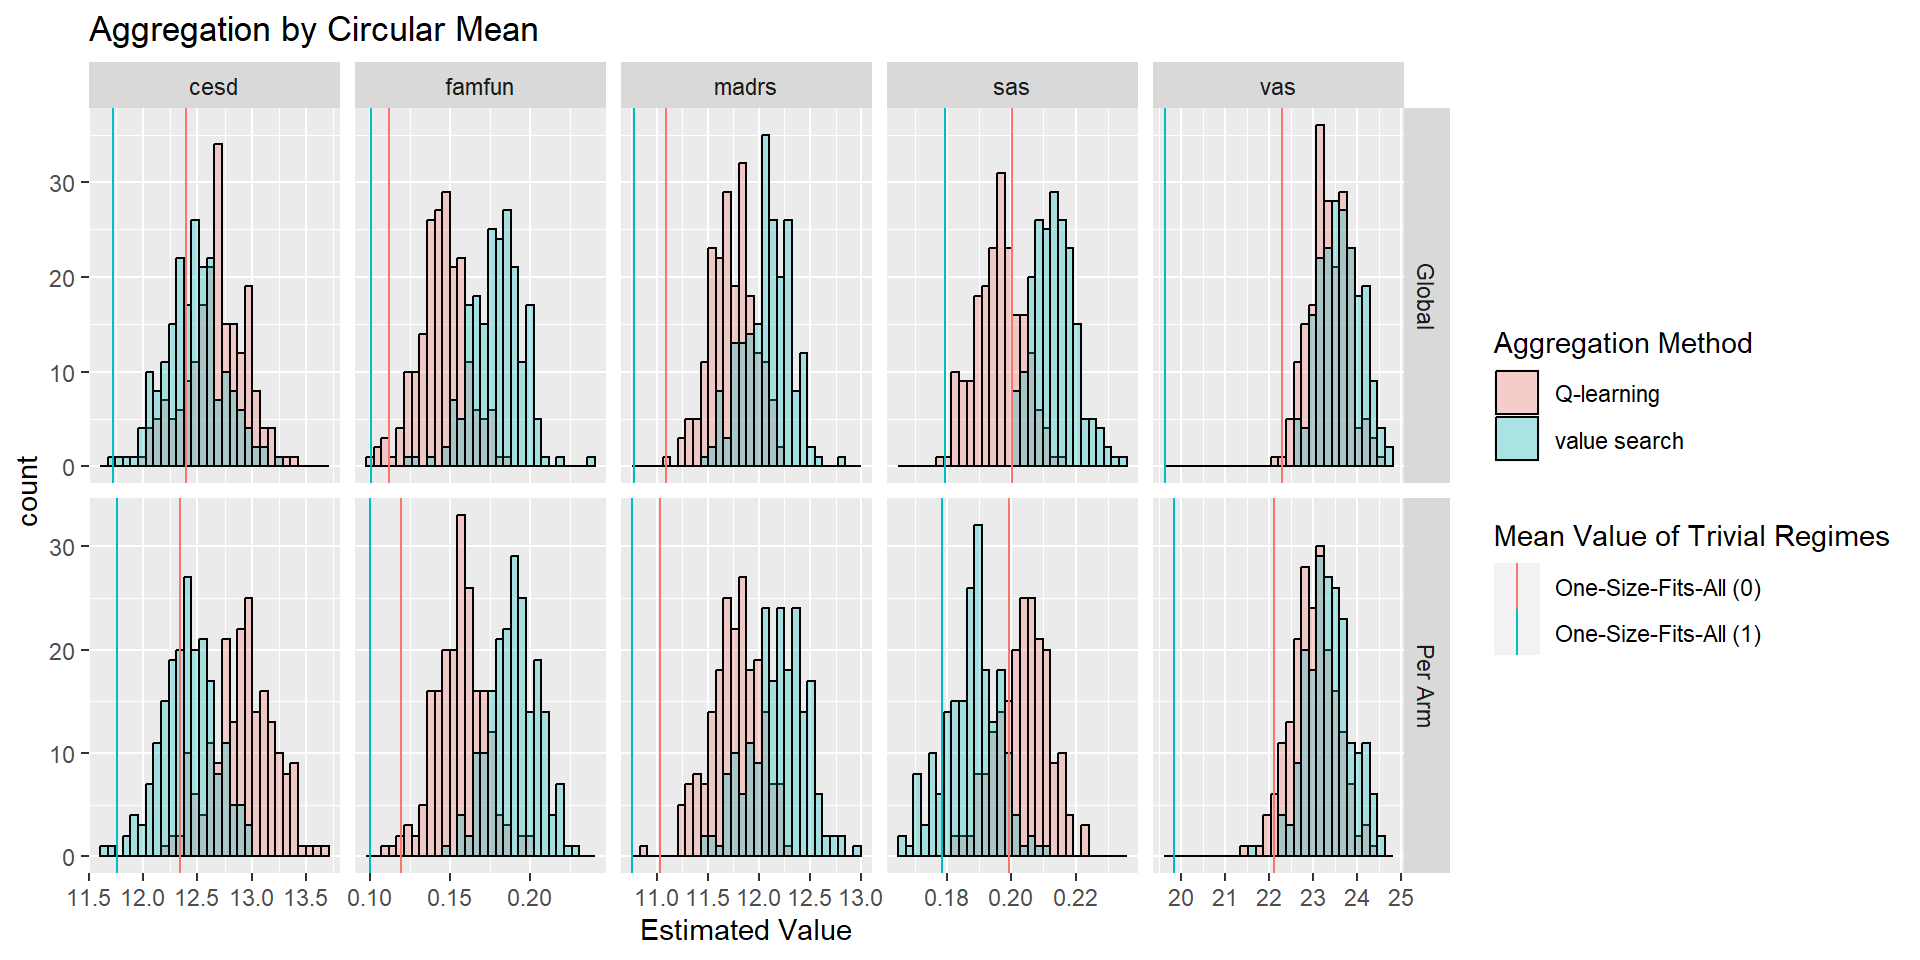 Aggregation by Circular Mean
cesd famfun madrs sas vas
30
20
10
0
Global
30
20
10
0
Per Arm
count
11.5 12.0 12.5 13.0 13.5 0.10 0.15 0.20 11.0 11.5 12.0 12.5 13.0 0.18 0.20 0.22 20 21 22 23 24 25
Estimated Value
Aggregation Method
Q-learning
value search
Mean Value of Trivial Regimes
One-Size-Fits-All (0)
One-Size-Fits-All (1)